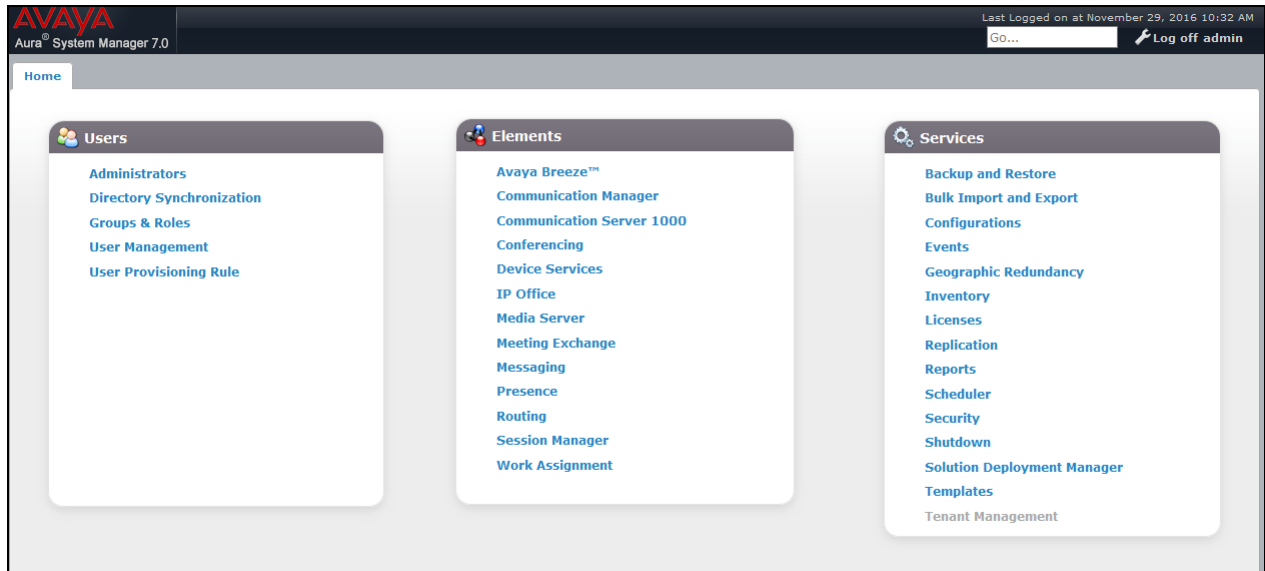 AVAYA
Last Logged on at November 29, 2016 10:32 AM
Aura® System Manager 7.0
Go...
Log off admin
Home
Users
Administrators
Directory Synchronization
Groups & Roles
User Management
User Provisioning Rule
Elements
Avaya Breeze™
Communication Manager
Communication Server 1000
Conferencing
Device Services
IP Office
Media Server
Meeting Exchange
Messaging
Presence
Routing
Session Manager
Work Assignment
Services
Backup and Restore
Bulk Import and Export
Configurations
Events
Geographic Redundancy
Inventory
Licenses
Replication
Reports
Scheduler
Security
Shutdown
Solution Deployment Manager
Templates
Tenant Management